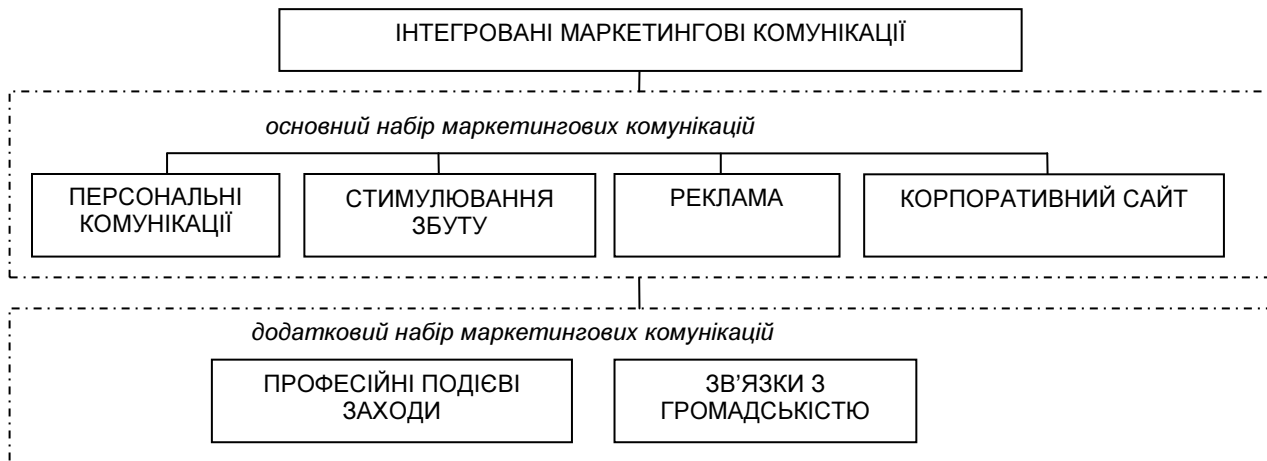 ІНТЕГРОВАНІ МАРКЕТИНГОВІ КОМУНІКАЦІЇ
основний набір маркетингових комунікацій
ПЕРСОНАЛЬНІ
КОМУНІКАЦІЇ
СТИМУЛЮВАННЯ
ЗБУТУ
РЕКЛАМА
КОРПОРАТИВНИЙ САЙТ
додатковий набір маркетингових комунікацій
ПРОФЕСІЙНІ ПОДІЄВІ
ЗАХОДИ
ЗВ’ЯЗКИ З
ГРОМАДСЬКІСТЮ